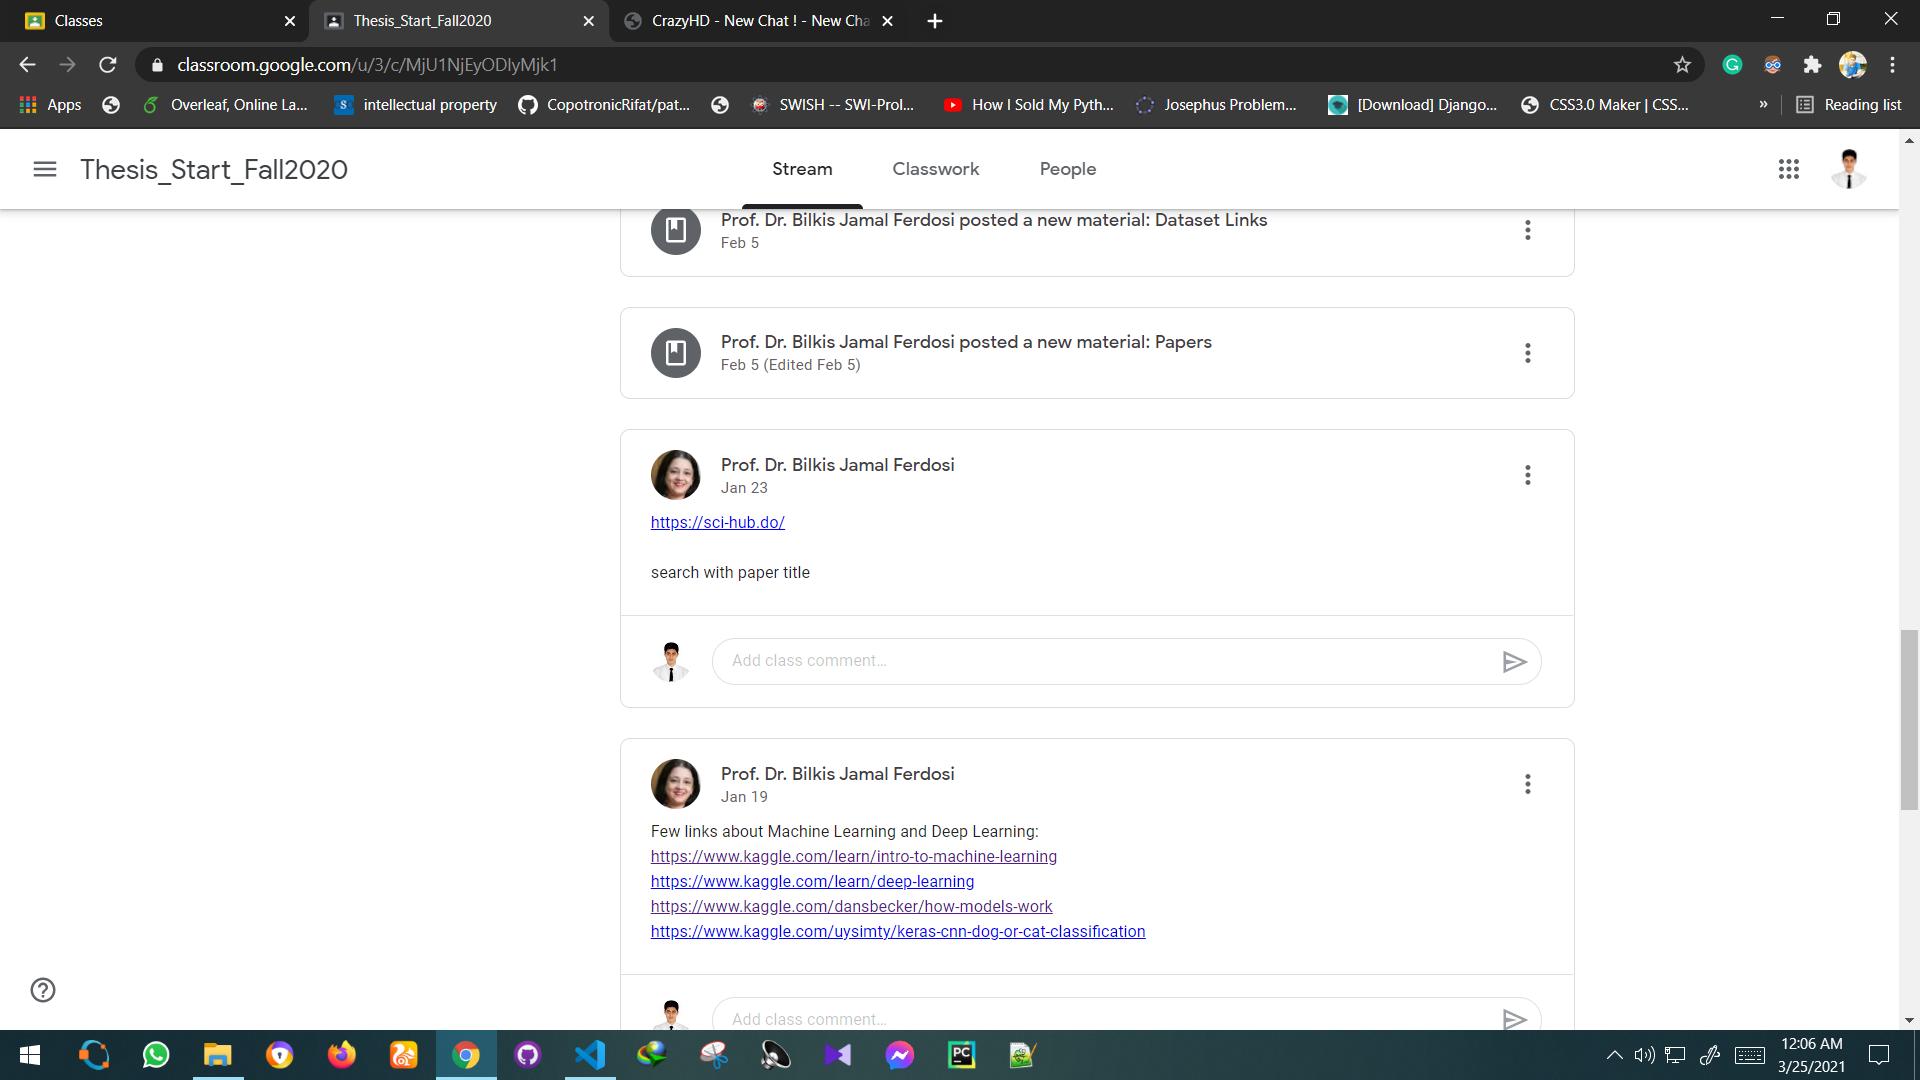 Classes
Thesis_Start_Fall2020
CrazyHD - New Chat ! - New Cha
classroom.google.com/u/3/c/MjU1NjEyODIyMjk1
Apps
Overleaf, Online La...
intellectual property
CopotronicRifat/pat...
SWISH -- SWI-Prol...
How I Sold My Pyth...
Josephus Problem...
[Download] Django...
CSS3.0 Maker | CSS...
»
Reading list
Thesis_Start_Fall2020
Stream
Classwork
People
Prof. Dr. Bilkis Jamal Ferdosi posted a new material: Dataset Links
Feb 5
Prof. Dr. Bilkis Jamal Ferdosi posted a new material: Papers
Feb 5 (Edited Feb 5)
Prof. Dr. Bilkis Jamal Ferdosi
Jan 23
https://sci-hub.do/
search with paper title
Add class comment...
Prof. Dr. Bilkis Jamal Ferdosi
Jan 19
Few links about Machine Learning and Deep Learning:
https://www.kaggle.com/learn/intro-to-machine-learning
https://www.kaggle.com/learn/deep-learning
https://www.kaggle.com/dansbecker/how-models-work
https://www.kaggle.com/uysimty/keras-cnn-dog-or-cat-classification
Add class comment...
12:06 AM
3/25/2021